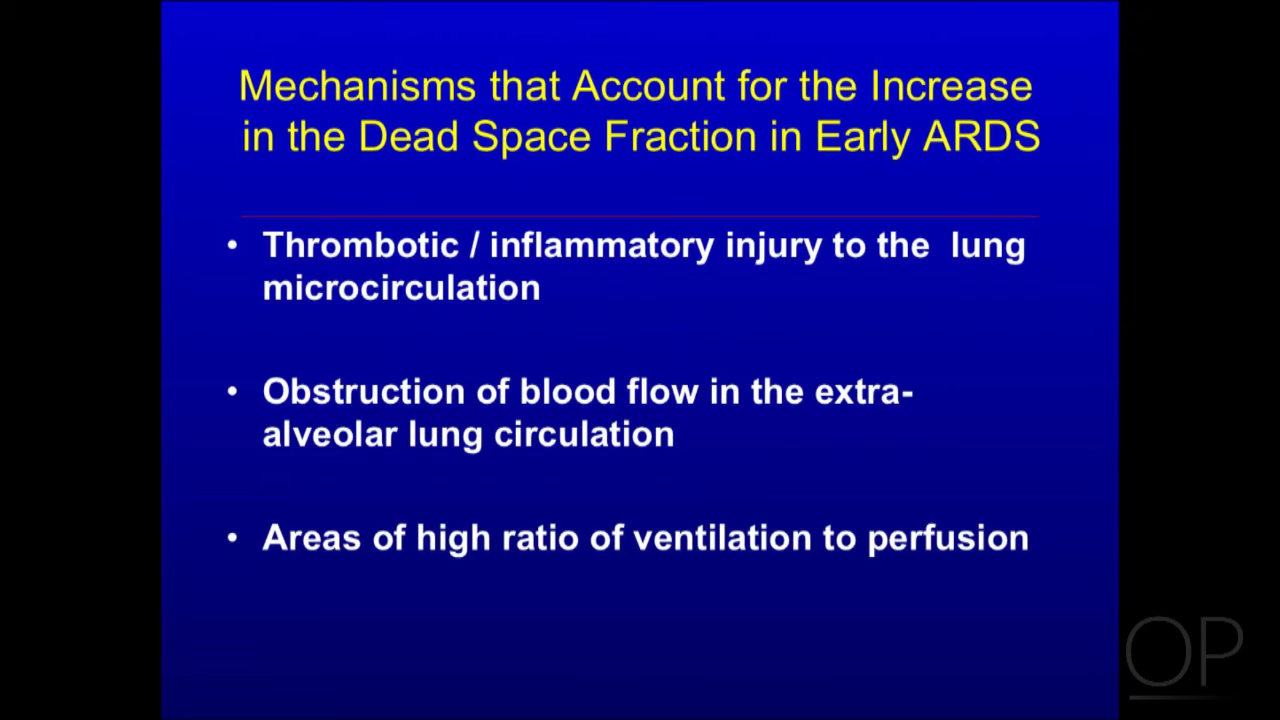 Mechanisms that Account for the Increase
in the Dead Space Fraction in Early ARDS
• Thrombotic / inflammatory injury to the lung
microcirculation
• Obstruction of blood flow in the extra-
alveolar lung circulation
• Areas of high ratio of ventilation to perfusion
OP